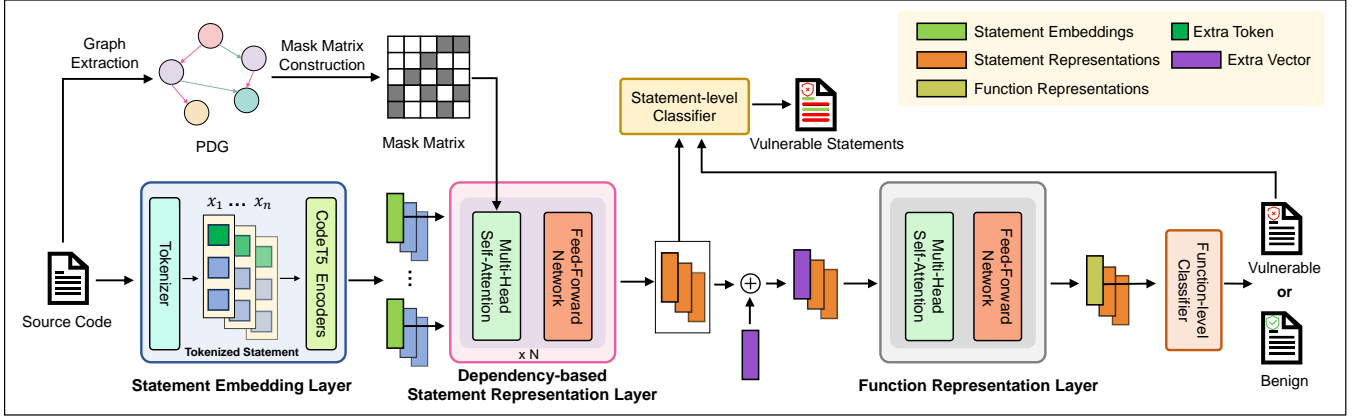 Graph
Extraction
PDG
Mask Matrix
Construction
Mask Matrix
Statement-level
Classifier
Vulnerable Statements
Statement Embeddings
Statement Representations
Function Representations
Extra Token
Extra Vector
Source Code
Tokenizer
x₁ … xₙ
Tokenized Statement
CodeT5 Encoders
Statement Embedding Layer
...
Multi-Head
Self-Attention
Feed-Forward
Network
x N
Dependency-based
Statement Representation Layer
Multi-Head
Self-Attention
Feed-Forward
Network
Function Representation Layer
Function-level
Classifier
Vulnerable
or
Benign